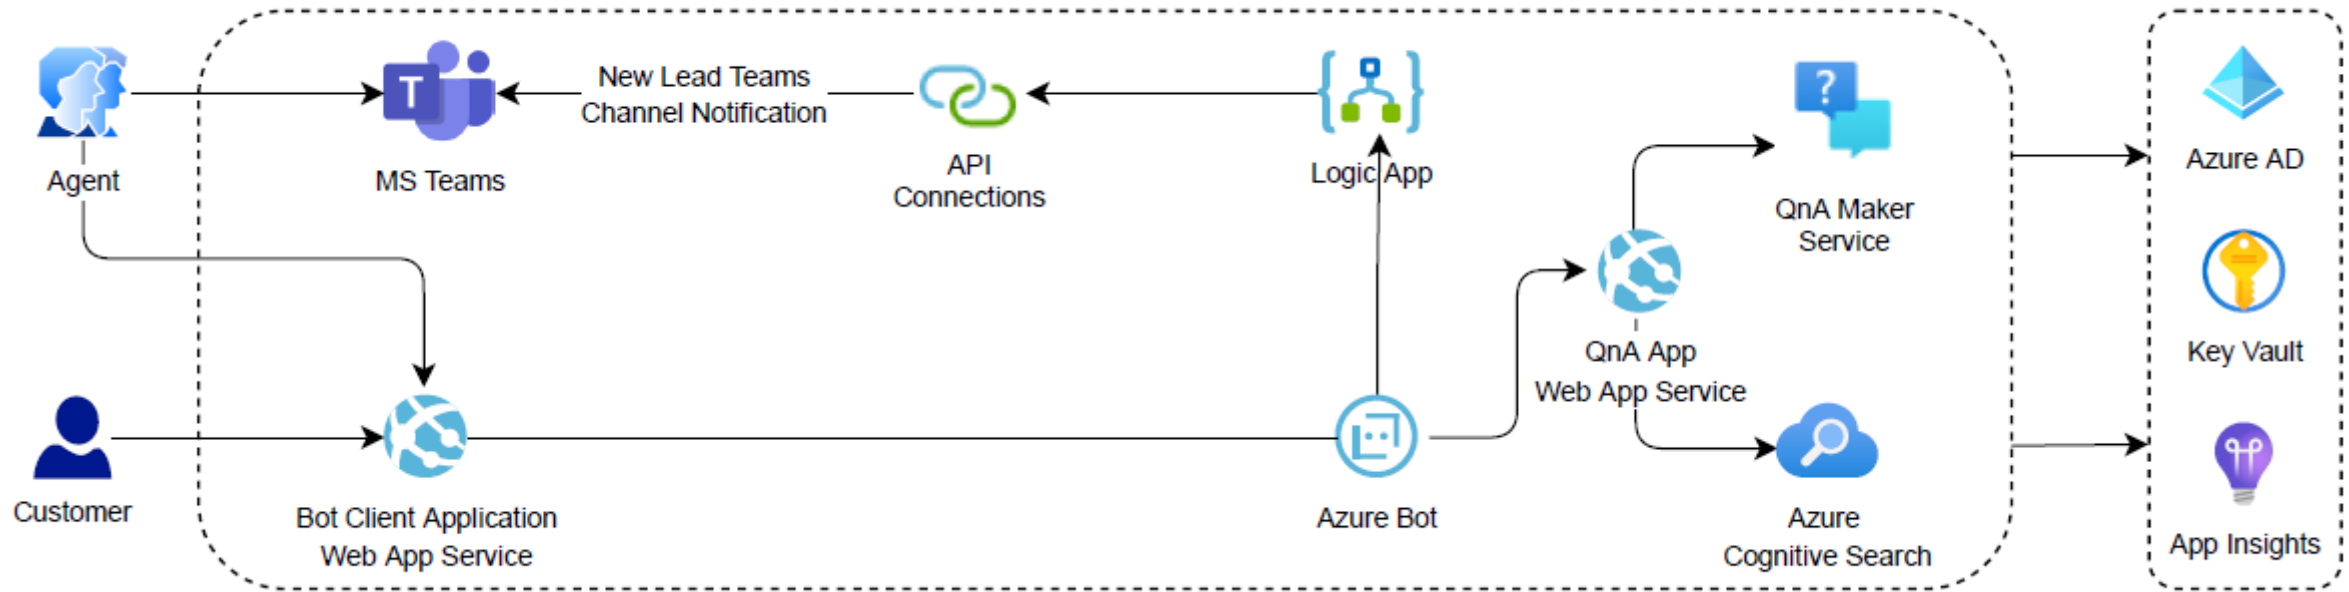 T
New Lead Teams
Channel Notification
?
Agent
MS Teams
API
Connections
Logic App
QnA Maker
Service
Azure AD
QnA App
Web App Service
Key Vault
Customer
Bot Client Application
Web App Service
Azure Bot
Azure
Cognitive Search
App Insights